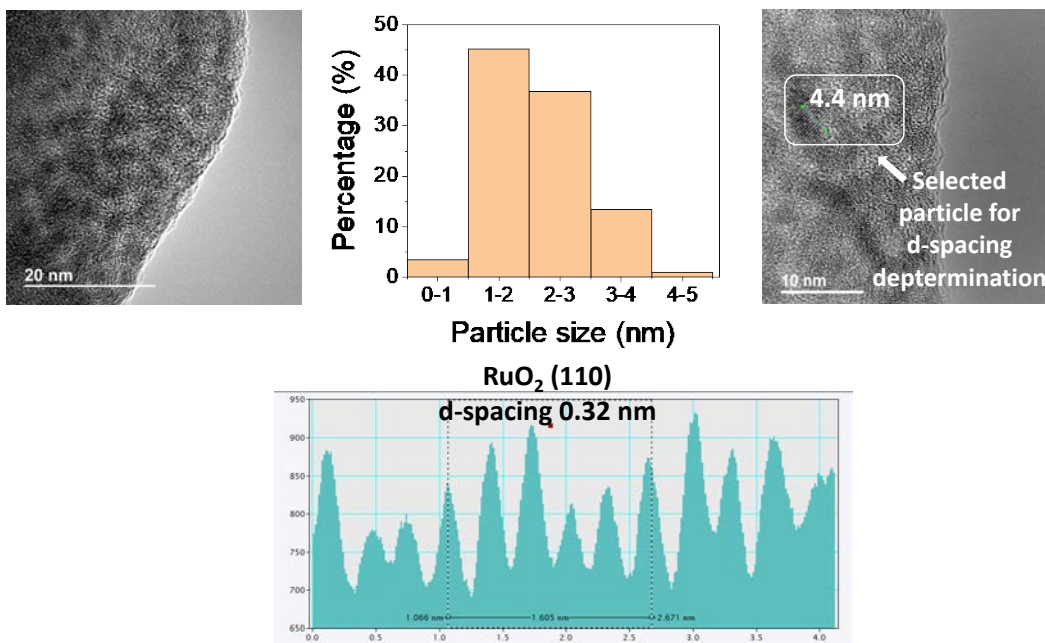 20 nm
Percentage (%)
50
40
30
20
10
0
0-1 1-2 2-3 3-4 4-5
Particle size (nm)
4.4 nm
Selected
particle for
d-spacing
deptermination
10 nm
RuO₂ (110)
d-spacing 0.32 nm
950
900
850
800
750
700
650
1.066 nm 1.605 nm 2.671 nm
0.0 0.5 1.0 1.5 2.0 2.5 3.0 3.5 4.0